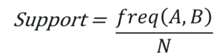 Support = freq(A, B) / N